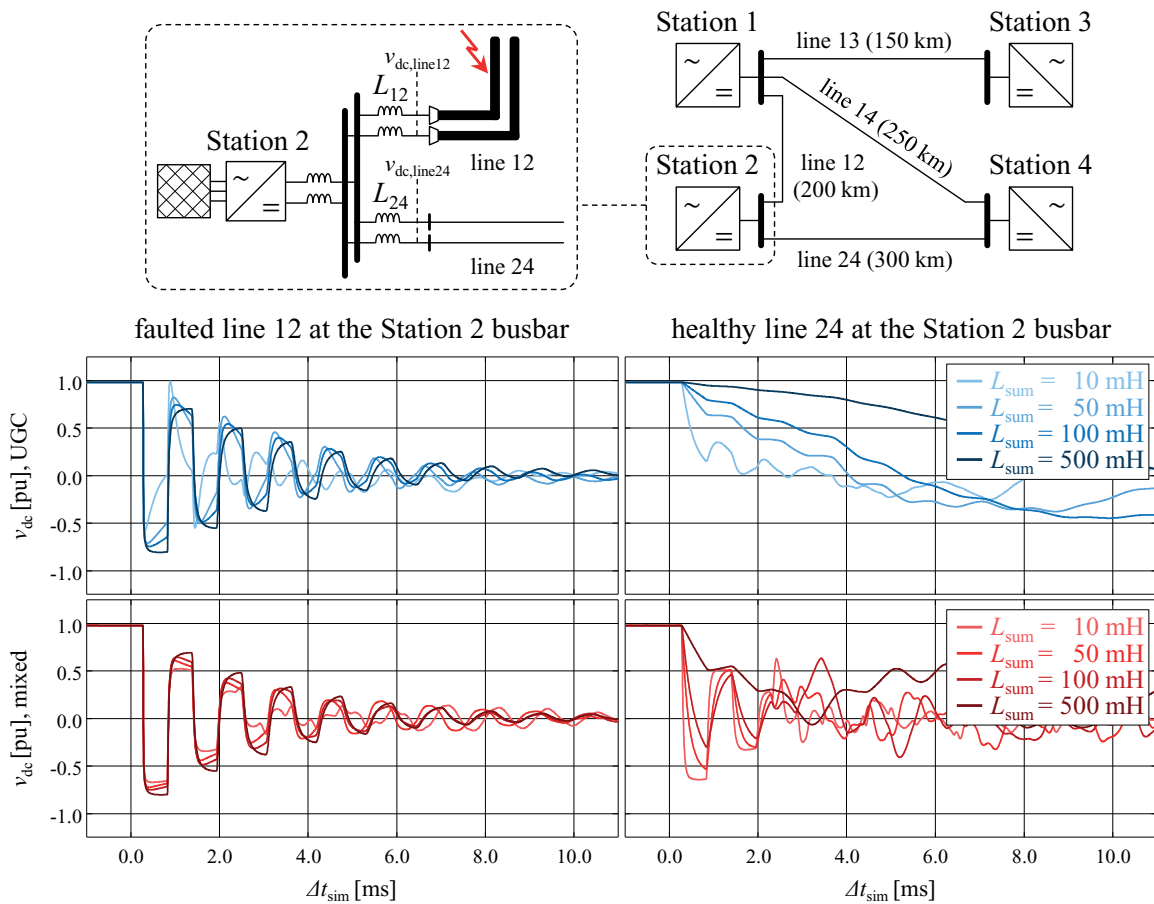 Station 1
Station 3
line 13 (150 km)
v_dc,line12
L_12
~
=
~
=
line 14 (250 km)
Station 2
line 12
Station 2
line 12
(200 km)
Station 4
~
=
v_dc,line24
L_24
~
=
~
=
line 24
line 24 (300 km)
faulted line 12 at the Station 2 busbar
healthy line 24 at the Station 2 busbar
v_dc [pu], UGC
1.0
0.5
0.0
-0.5
-1.0
L_sum = 10 mH
L_sum = 50 mH
L_sum = 100 mH
L_sum = 500 mH
v_dc [pu], mixed
1.0
0.5
0.0
-0.5
-1.0
L_sum = 10 mH
L_sum = 50 mH
L_sum = 100 mH
L_sum = 500 mH
0.0 2.0 4.0 6.0 8.0 10.0
0.0 2.0 4.0 6.0 8.0 10.0
Δt_sim [ms]
Δt_sim [ms]